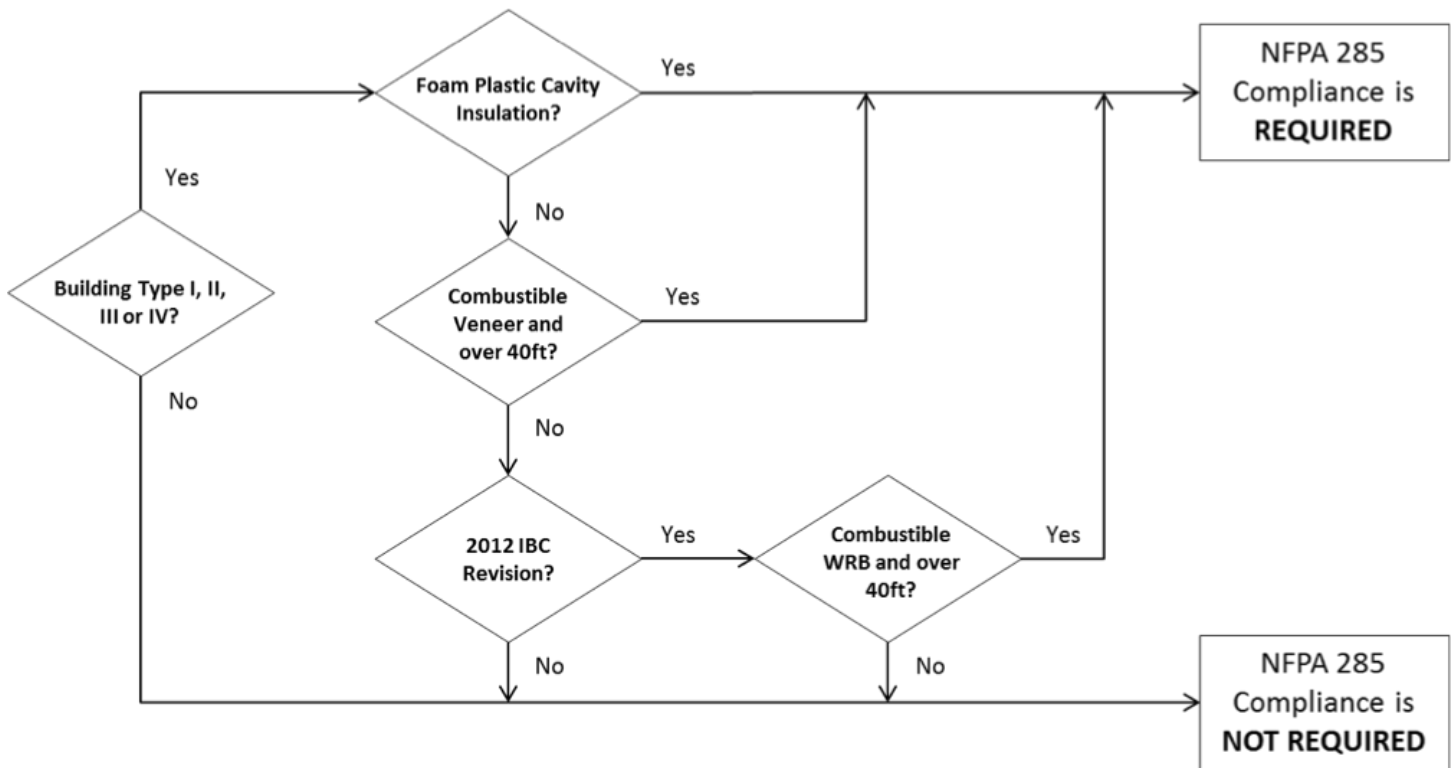 Foam Plastic Cavity
Insulation?
Yes
NFPA 285
Compliance is
REQUIRED
Yes
No
Building Type I, II,
III or IV?
Combustible
Veneer and
over 40ft?
Yes
No
No
2012 IBC
Revision?
Yes
Combustible
WRB and over
40ft?
Yes
No
No
NFPA 285
Compliance is
NOT REQUIRED